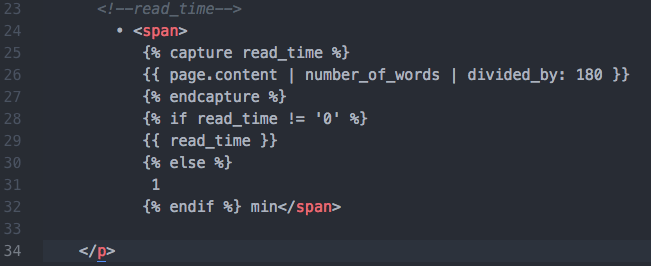 23 <!--read_time-->
24 • <span>
25 {% capture read_time %}
26 {{ page.content | number_of_words | divided_by: 180 }}
27 {% endcapture %}
28 {% if read_time != '0' %}
29 {{ read_time }}
30 {% else %}
31 1
32 {% endif %} min</span>
33
34 </p>